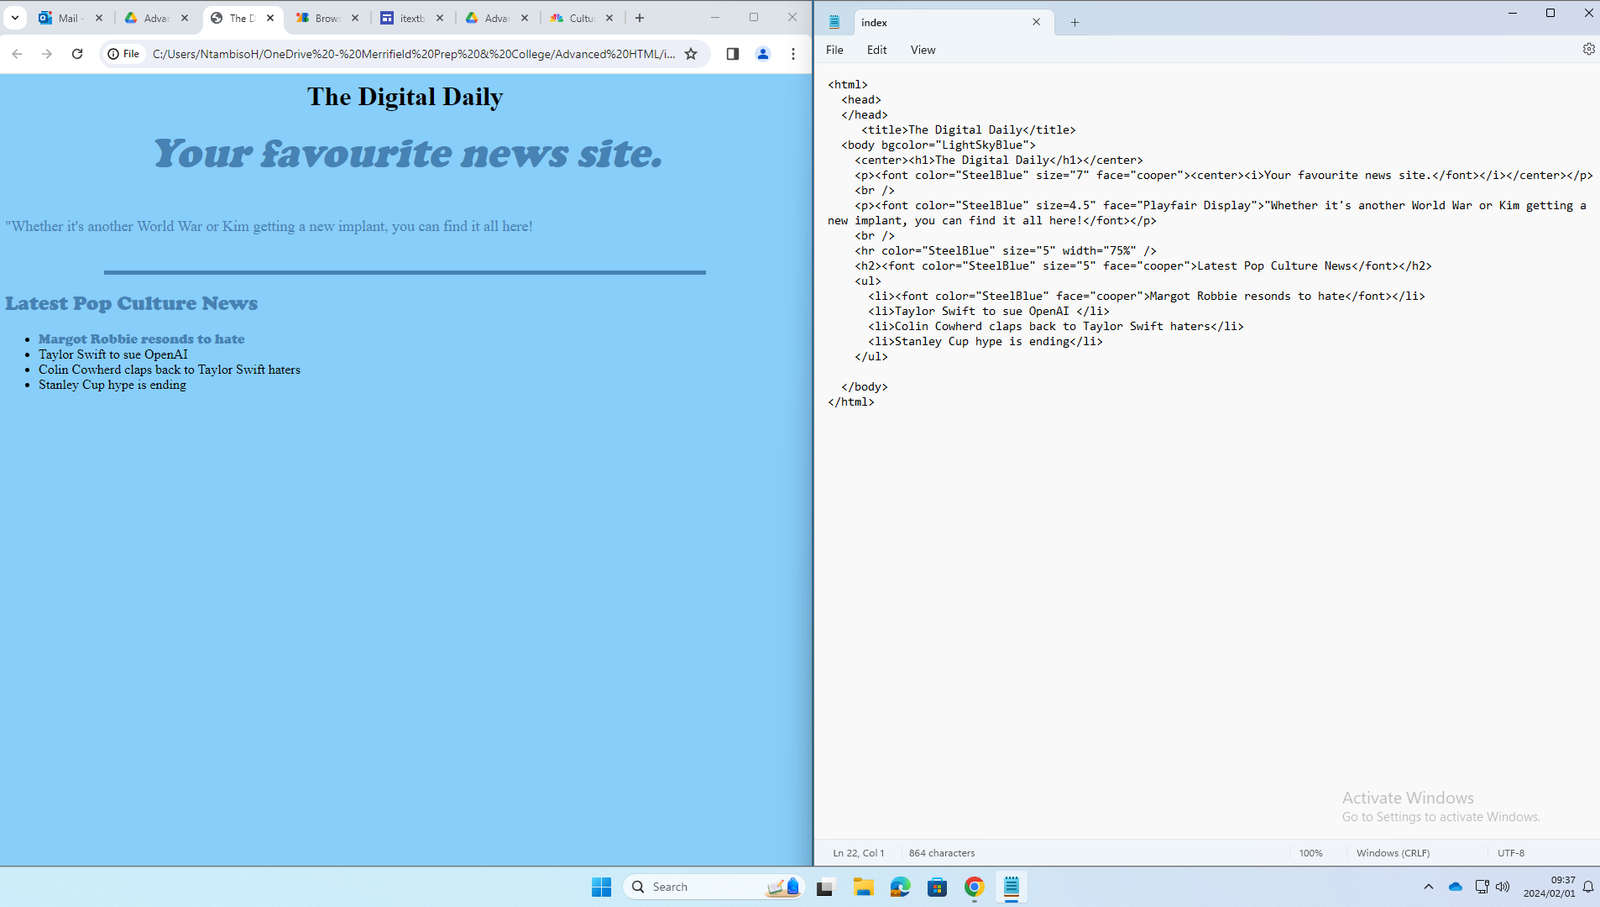 Mail -
Advar
The D
Brows
itextb
Advar
Cultur
File
C:/Users/NtambisoH/OneDrive%20-%20Merrifield%20Prep%20&%20College/Advanced%20HTML/i...
The Digital Daily
Your favourite news site.
"Whether it's another World War or Kim getting a new implant, you can find it all here!
Latest Pop Culture News
Margot Robbie resonds to hate
Taylor Swift to sue OpenAI
Colin Cowherd claps back to Taylor Swift haters
Stanley Cup hype is ending
index
File Edit View
<html>
<head>
</head>
<title>The Digital Daily</title>
<body bgcolor="LightSkyBlue">
<center><h1>The Digital Daily</h1></center>
<p><font color="SteelBlue" size="7" face="cooper"><center><i>Your favourite news site.</font></i></center></p>
<br />
<p><font color="SteelBlue" size=4.5" face="Playfair Display">"Whether it's another World War or Kim getting a
new implant, you can find it all here!</font></p>
<br />
<hr color="SteelBlue" size="5" width="75%" />
<h2><font color="SteelBlue" size="5" face="cooper">Latest Pop Culture News</font></h2>
<ul>
<li><font color="SteelBlue" face="cooper">Margot Robbie resonds to hate</font></li>
<li>Taylor Swift to sue OpenAI </li>
<li>Colin Cowherd claps back to Taylor Swift haters</li>
<li>Stanley Cup hype is ending</li>
</ul>
</body>
</html>
Activate Windows
Go to Settings to activate Windows.
Ln 22, Col 1
864 characters
100%
Windows (CRLF)
UTF-8
Search
09:37
2024/02/01